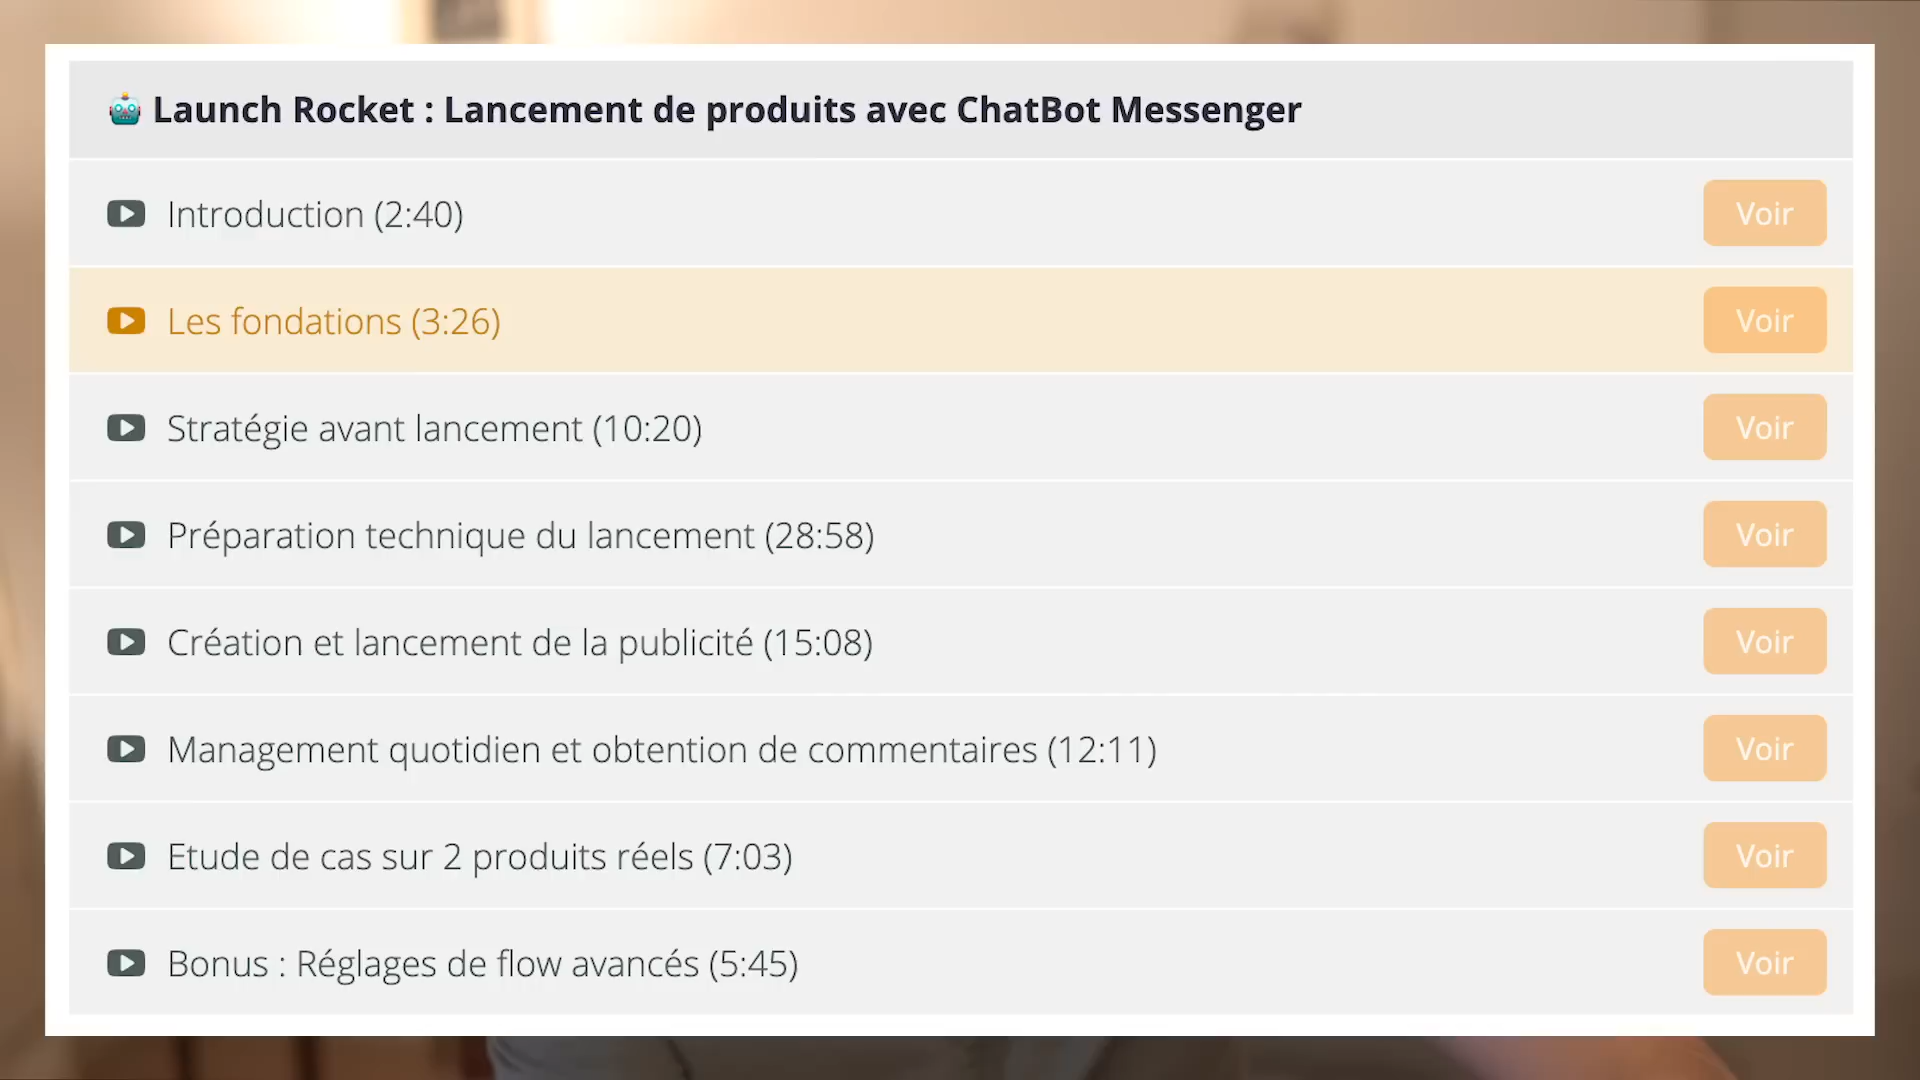 🤖 Launch Rocket : Lancement de produits avec ChatBot Messenger
Introduction (2:40) Voir
Les fondations (3:26) Voir
Stratégie avant lancement (10:20) Voir
Préparation technique du lancement (28:58) Voir
Création et lancement de la publicité (15:08) Voir
Management quotidien et obtention de commentaires (12:11) Voir
Etude de cas sur 2 produits réels (7:03) Voir
Bonus : Réglages de flow avancés (5:45) Voir